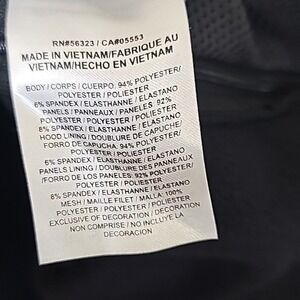 RN#56323 / CA#05553
MADE IN VIETNAM/FABRIQUE AU
VIETNAM/HECHO EN VIETNAM
BODY / CORPS / CUERPO: 94% POLYESTER/
POLYESTER / POLIESTER
6% SPANDEX / ELASTHANNE / ELASTANO
PANELS / PANNEAUX / PANELES: 92%
POLYESTER / POLYESTER / POLIESTER
8% SPANDEX / ELASTHANNE / ELASTANO
HOOD LINING / DOUBLURE DE CAPUCHE/
FORRO DE CAPUCHA: 94% POLYESTER/
POLYESTER / POLIESTER
6% SPANDEX / ELASTHANNE / ELASTANO
PANELS LINING / DOUBLURE DES PANNEAUX
/FORRO DE LOS PANELES: 92% POLYESTER/
POLYESTER / POLIESTER
8% SPANDEX / ELASTHANNE / ELASTANO
MESH / MAILLE FILET / MALLA: 100%
POLYESTER / POLYESTER / POLIESTER
EXCLUSIVE OF DECORATION / DECORATION
NON COMPRISE / NO INCLUYE LA
DECORACION